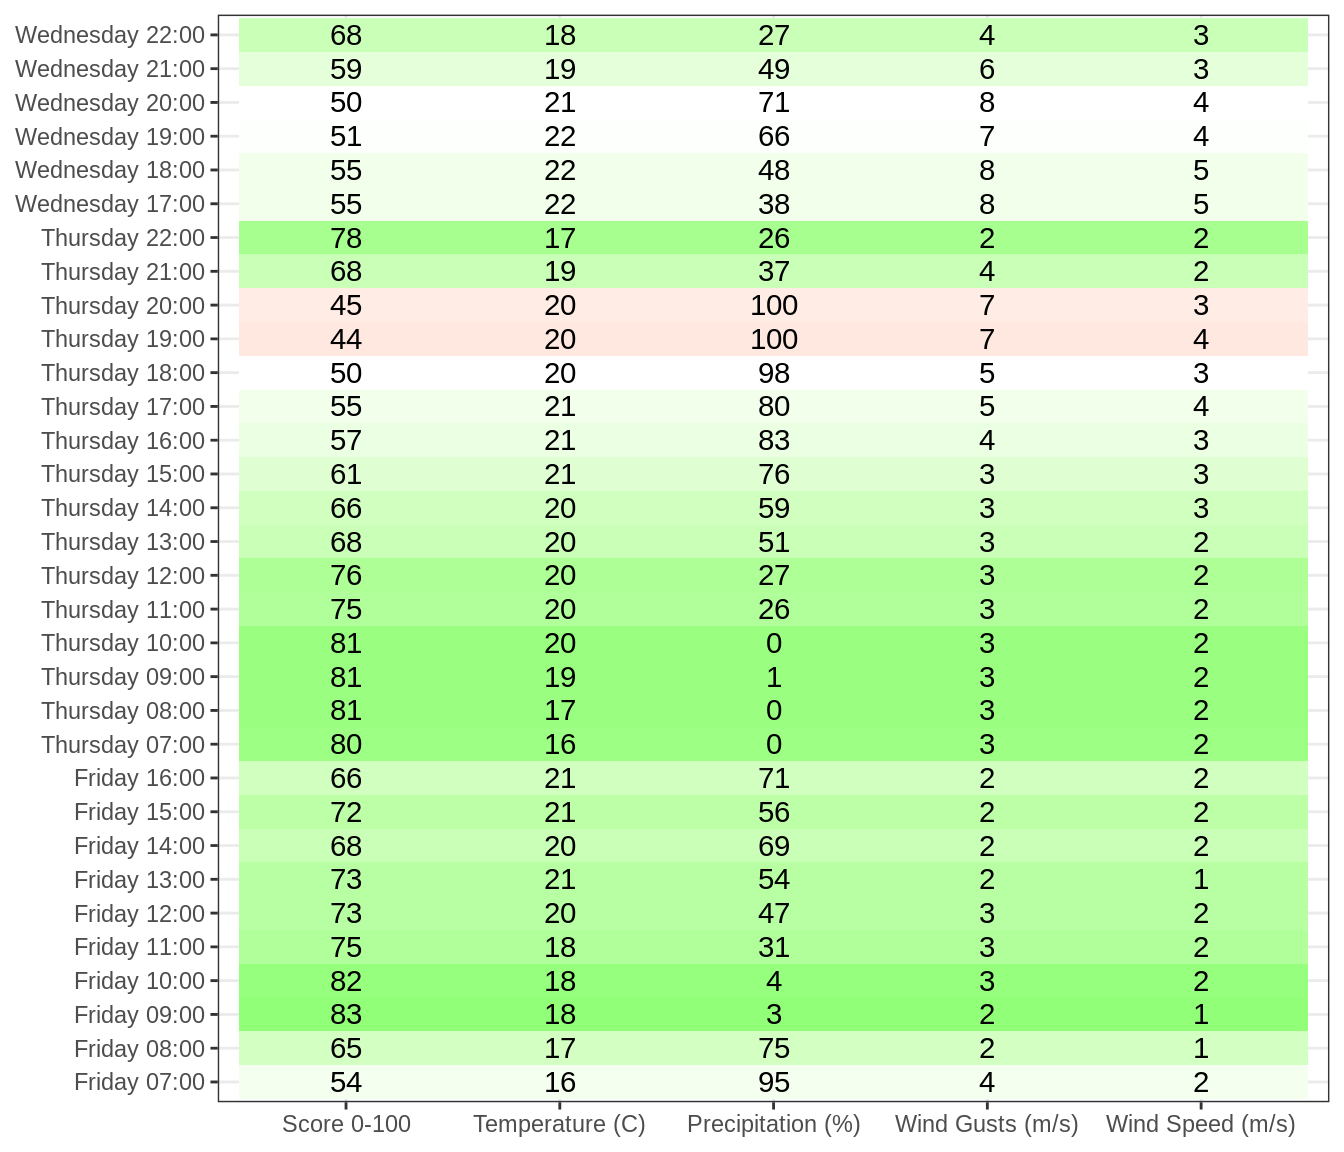 Wednesday 22:00 68 18 27 4 3
Wednesday 21:00 59 19 49 6 3
Wednesday 20:00 50 21 71 8 4
Wednesday 19:00 51 22 66 7 4
Wednesday 18:00 55 22 48 8 5
Wednesday 17:00 55 22 38 8 5
Thursday 22:00 78 17 26 2 2
Thursday 21:00 68 19 37 4 2
Thursday 20:00 45 20 100 7 3
Thursday 19:00 44 20 100 7 4
Thursday 18:00 50 20 98 5 3
Thursday 17:00 55 21 80 5 4
Thursday 16:00 57 21 83 4 3
Thursday 15:00 61 21 76 3 3
Thursday 14:00 66 20 59 3 3
Thursday 13:00 68 20 51 3 2
Thursday 12:00 76 20 27 3 2
Thursday 11:00 75 20 26 3 2
Thursday 10:00 81 20 0 3 2
Thursday 09:00 81 19 1 3 2
Thursday 08:00 81 17 0 3 2
Thursday 07:00 80 16 0 3 2
Friday 16:00 66 21 71 2 2
Friday 15:00 72 21 56 2 2
Friday 14:00 68 20 69 2 2
Friday 13:00 73 21 54 2 1
Friday 12:00 73 20 47 3 2
Friday 11:00 75 18 31 3 2
Friday 10:00 82 18 4 3 2
Friday 09:00 83 18 3 2 1
Friday 08:00 65 17 75 2 1
Friday 07:00 54 16 95 4 2
Score 0-100 Temperature (C) Precipitation (%) Wind Gusts (m/s) Wind Speed (m/s)